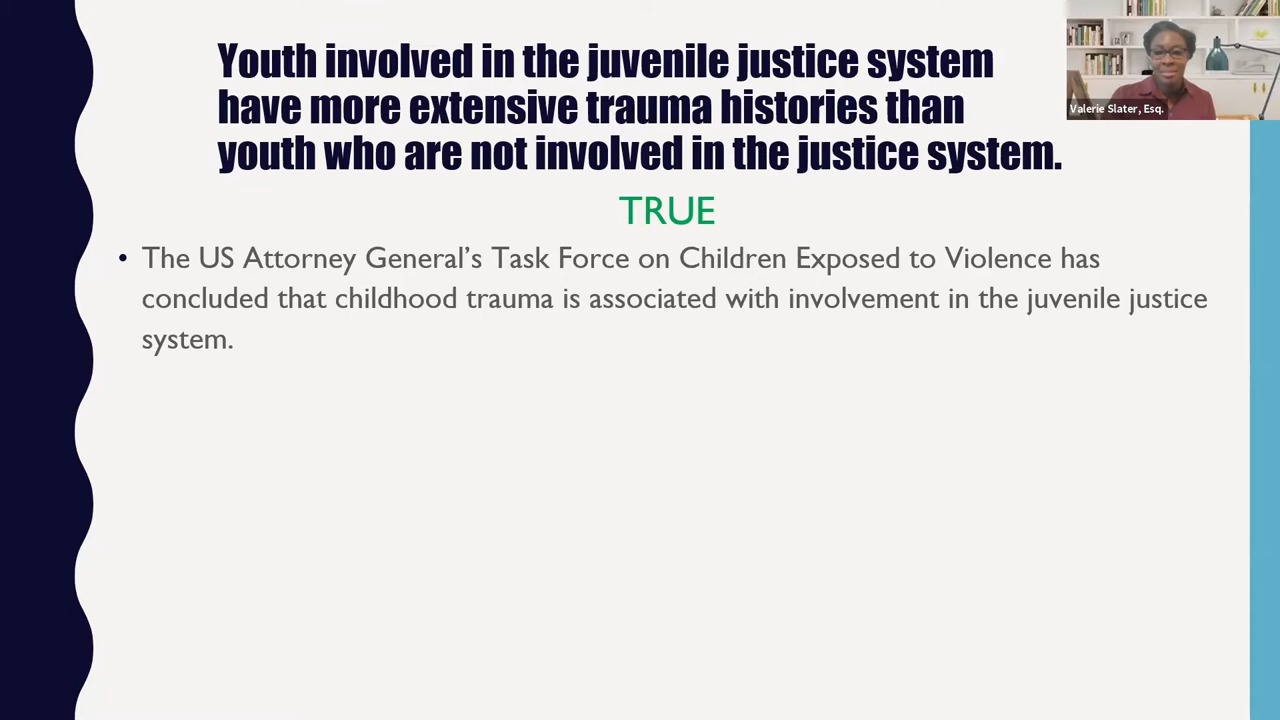 Youth involved in the juvenile justice system
have more extensive trauma histories than
youth who are not involved in the justice system.
Valerie Slater, Esq.
TRUE
• The US Attorney General’s Task Force on Children Exposed to Violence has
concluded that childhood trauma is associated with involvement in the juvenile justice
system.